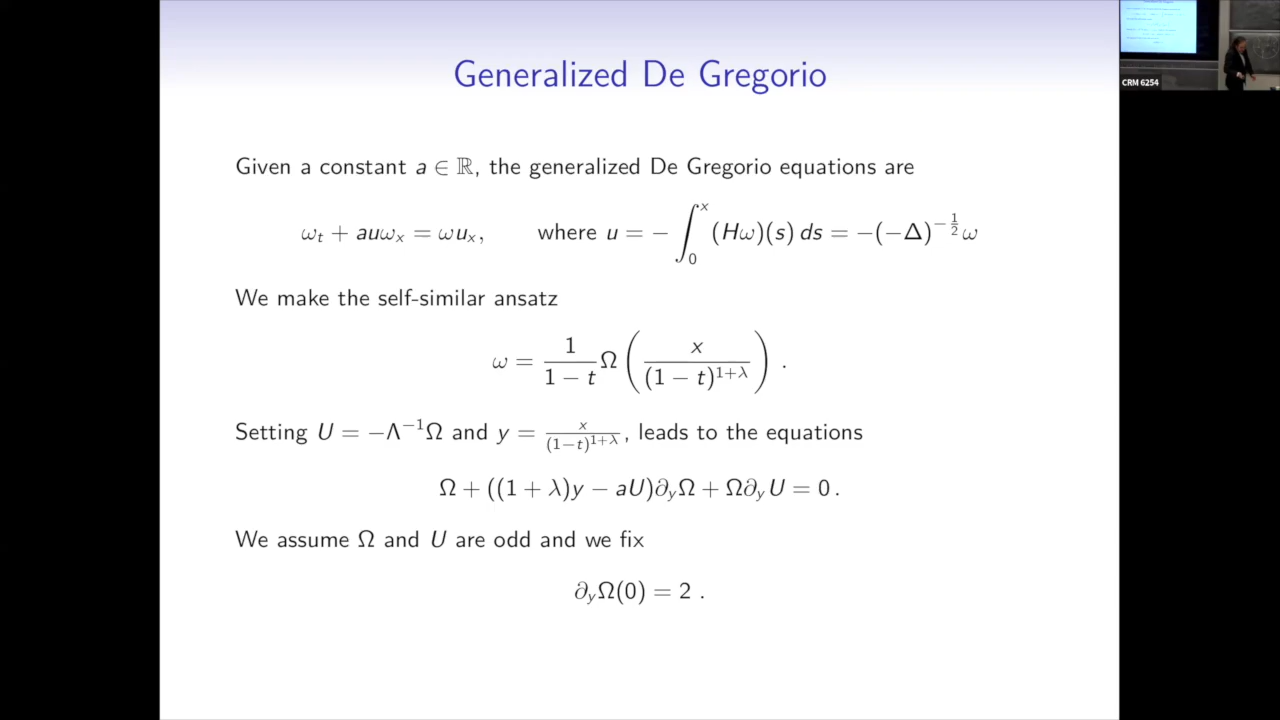 Generalized De Gregorio
CRM 6254
Given a constant a ∈ ℝ, the generalized De Gregorio equations are
ω_t + auω_x = ωu_x, where u = −∫_0^x (Hω)(s) ds = −(−Δ)^{−1/2} ω
We make the self-similar ansatz
ω = \frac{1}{1 − t} Ω ( \frac{x}{(1 − t)^{1+λ}} ) .
Setting U = −Λ^{−1}Ω and y = \frac{x}{(1−t)^{1+λ}}, leads to the equations
Ω + ((1 + λ)y − aU)∂_yΩ + Ω∂_yU = 0 .
We assume Ω and U are odd and we fix
∂_yΩ(0) = 2 .